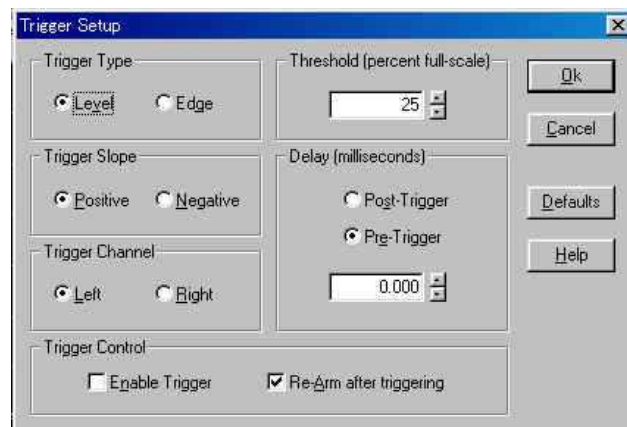 Trigger Setup
Trigger Type
Level
Edge
Threshold (percent full-scale)
25
Ok
Cancel
Trigger Slope
Positive
Negative
Delay (milliseconds)
Post-Trigger
Pre-Trigger
0.000
Defaults
Help
Trigger Channel
Left
Right
Trigger Control
Enable Trigger
Re-Arm after triggering